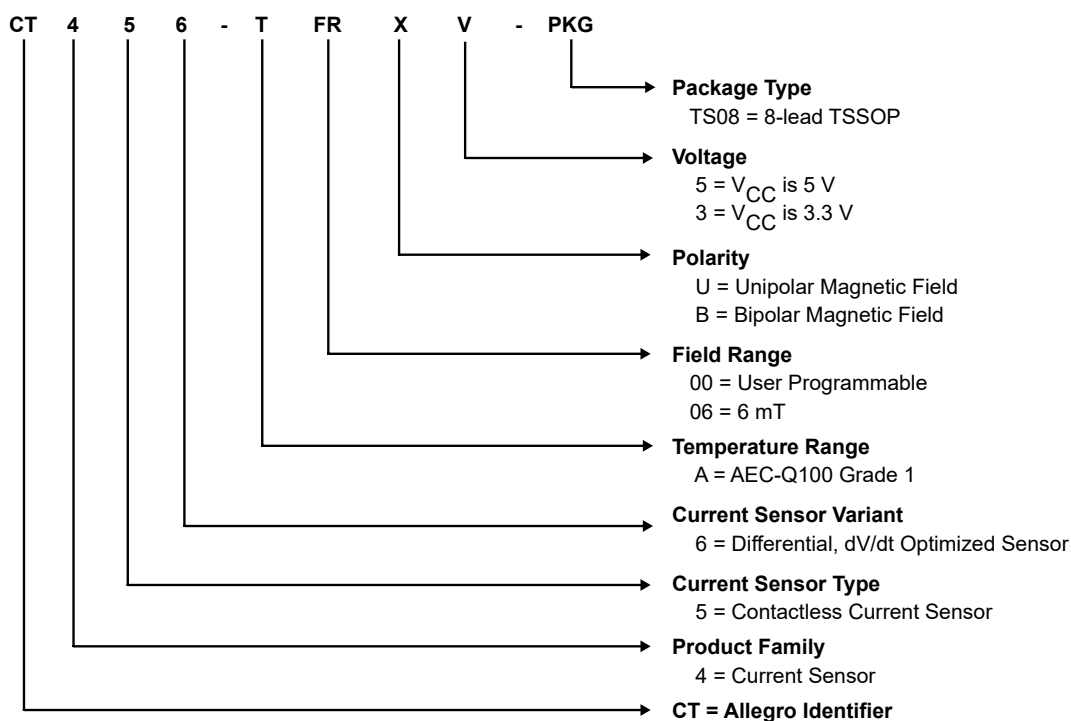 CT 4 5 6 - T FR X V - PKG
Package Type
TS08 = 8-lead TSSOP
Voltage
5 = VCC is 5 V
3 = VCC is 3.3 V
Polarity
U = Unipolar Magnetic Field
B = Bipolar Magnetic Field
Field Range
00 = User Programmable
06 = 6 mT
Temperature Range
A = AEC-Q100 Grade 1
Current Sensor Variant
6 = Differential, dV/dt Optimized Sensor
Current Sensor Type
5 = Contactless Current Sensor
Product Family
4 = Current Sensor
CT = Allegro Identifier